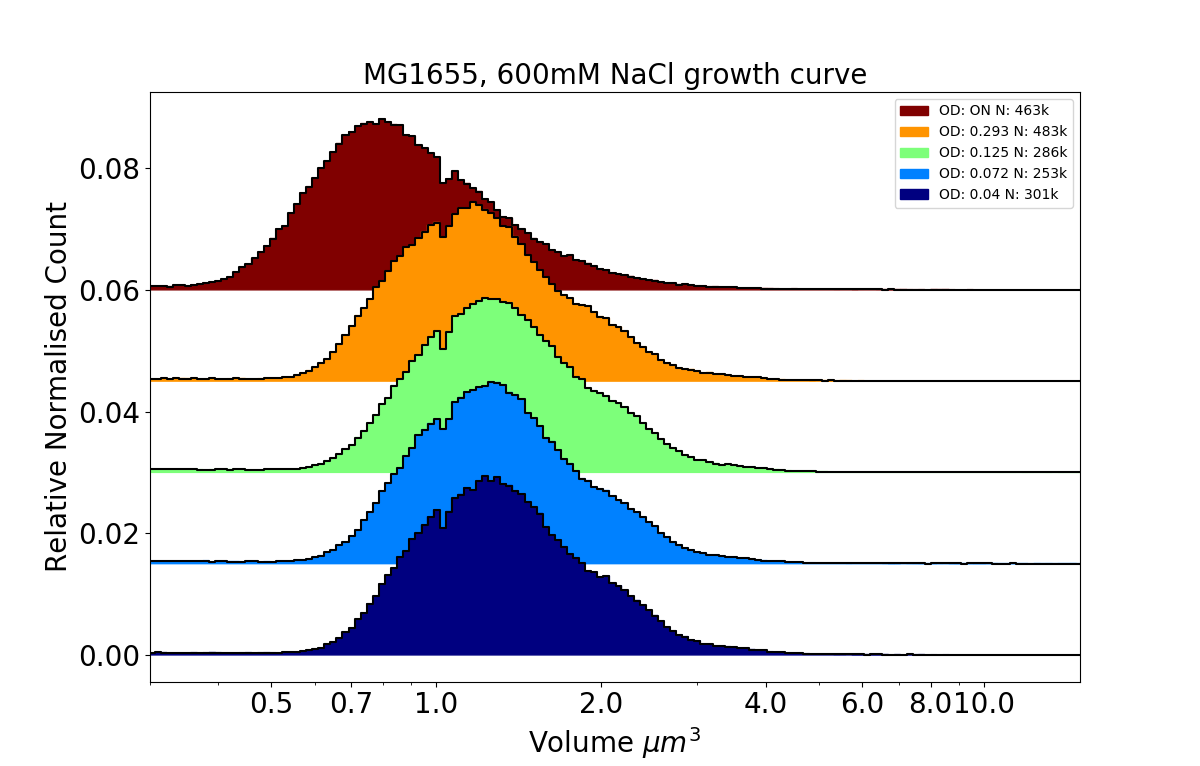 MG1655, 600mM NaCl growth curve
OD: ON N: 463k
OD: 0.293 N: 483k
OD: 0.125 N: 286k
OD: 0.072 N: 253k
OD: 0.04 N: 301k
Relative Normalised Count
0.08
0.06
0.04
0.02
0.00
0.5 0.7 1.0 2.0 4.0 6.0 8.0 10.0
Volume μm³